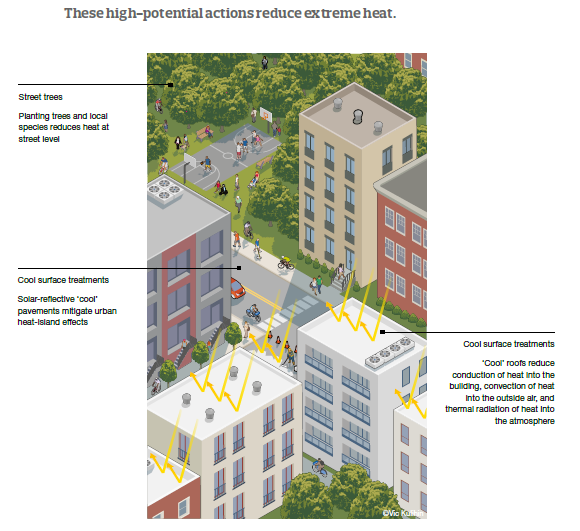 These high-potential actions reduce extreme heat.
Street trees
Planting trees and local
species reduces heat at
street level
Cool surface treatments
Solar-reflective ‘cool’
pavements mitigate urban
heat-island effects
Cool surface treatments
‘Cool’ roofs reduce
conduction of heat into the
building, convection of heat
into the outside air, and
thermal radiation of heat into
the atmosphere
©Vic Kulihin